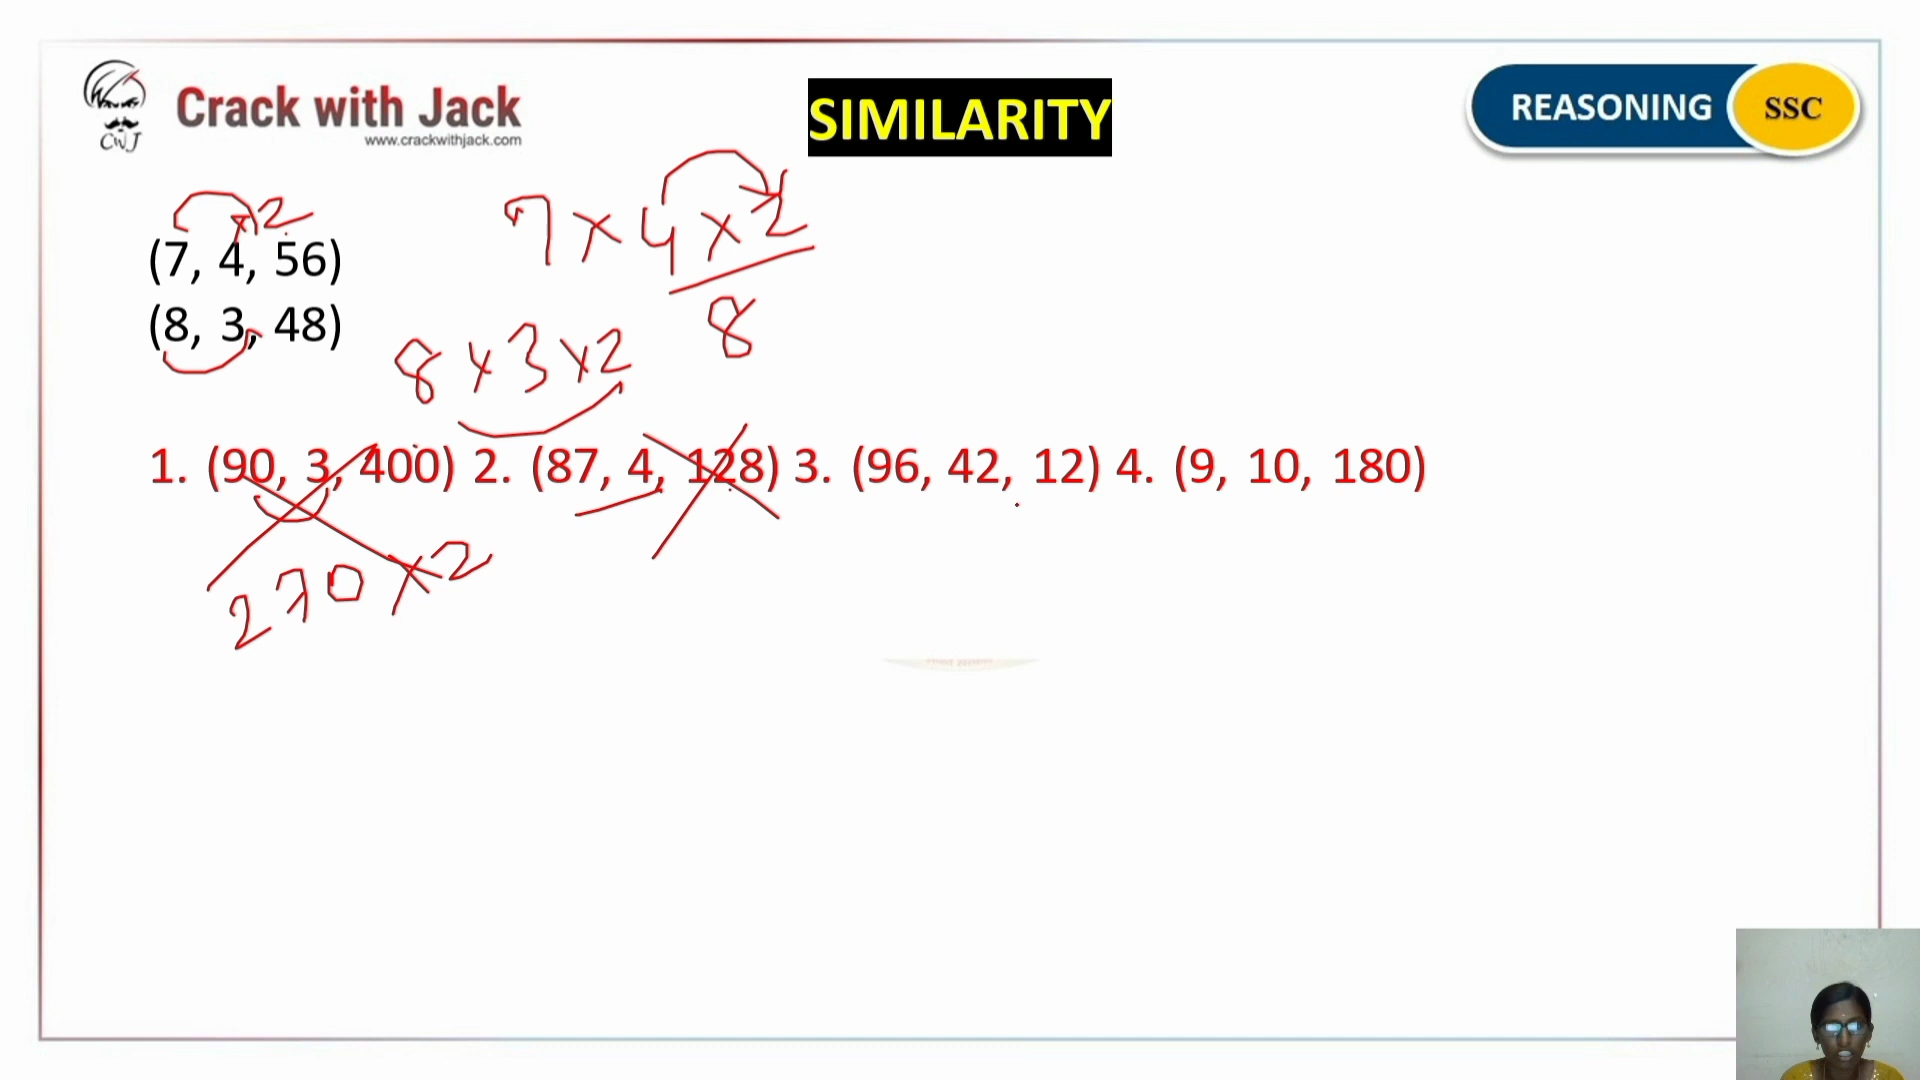 Crack with Jack
www.crackwithjack.com
CWJ
SIMILARITY
REASONING SSC
×2
(7, 4, 56)
7 × 4 × 2
8
(8, 3, 48)
8 × 3 × 2
1. (90, 3, 400) 2. (87, 4, 128) 3. (96, 42, 12) 4. (9, 10, 180)
270 × 2